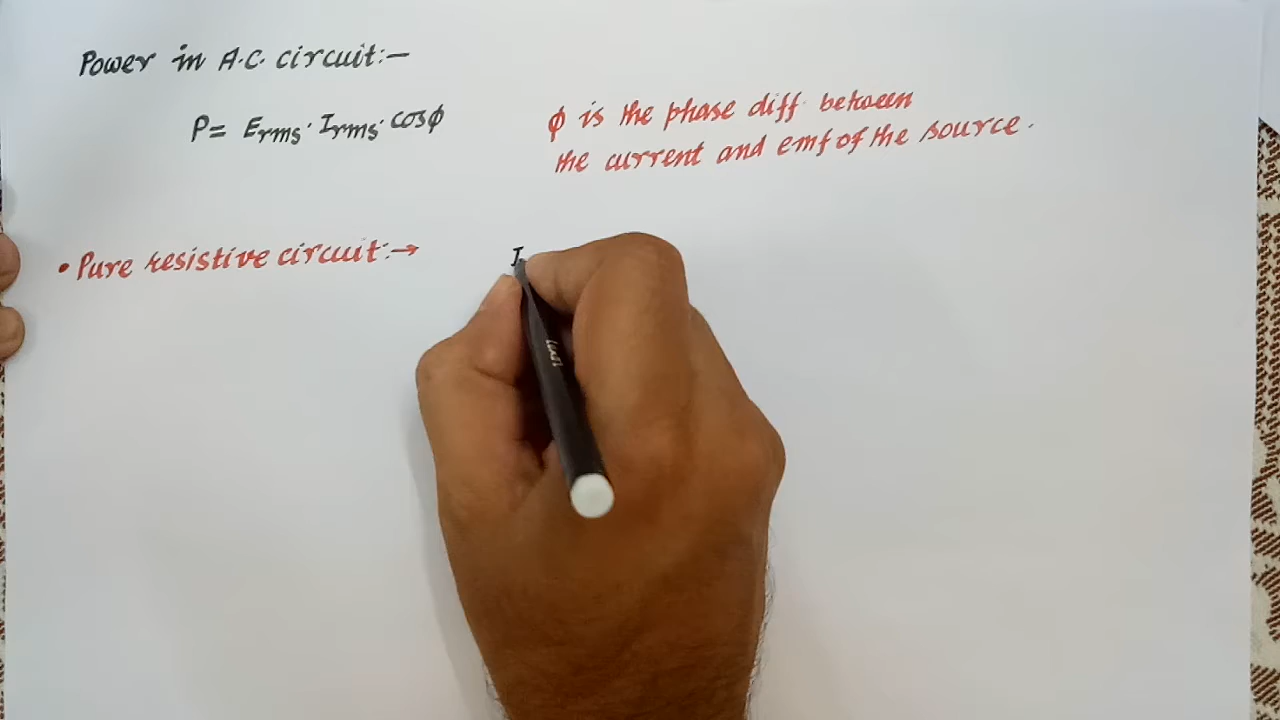 Power in A.C. circuit:-
P= Erms. Irms. cosϕ
ϕ is the phase diff. between
the current and emf of the source.
• Pure resistive circuit:→ I